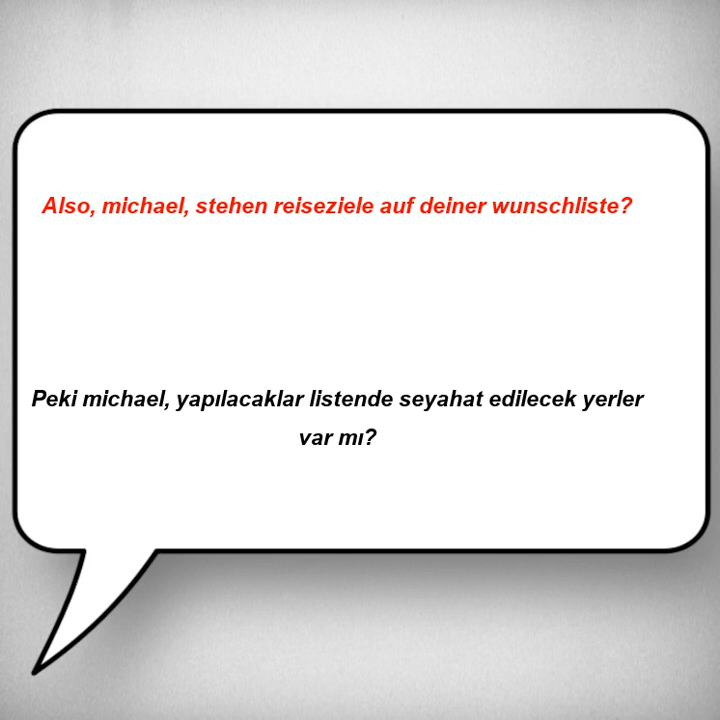 Also, michael, stehen reiseziele auf deiner wunschliste?
Peki michael, yapılacaklar listende seyahat edilecek yerler
var mı?